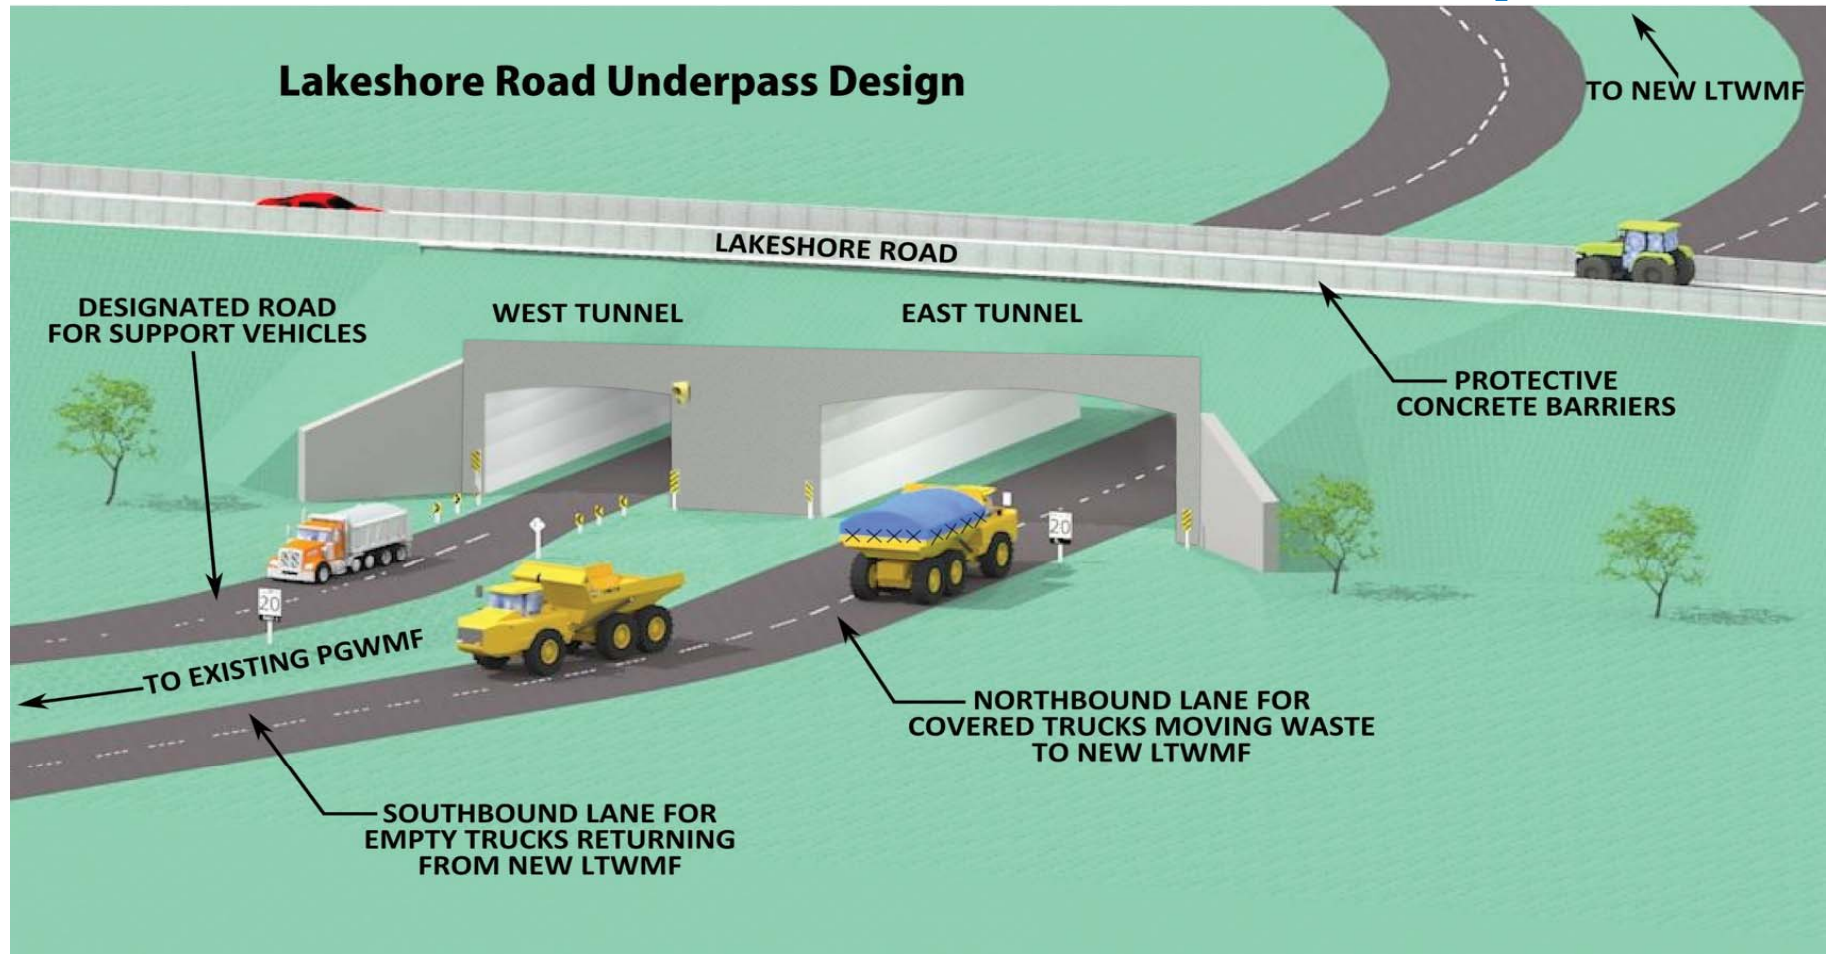 Lakeshore Road Underpass Design
TO NEW LTWMF
LAKESHORE ROAD
DESIGNATED ROAD
FOR SUPPORT VEHICLES
WEST TUNNEL
EAST TUNNEL
PROTECTIVE
CONCRETE BARRIERS
20
20
TO EXISTING PGWMF
NORTHBOUND LANE FOR
COVERED TRUCKS MOVING WASTE
TO NEW LTWMF
SOUTHBOUND LANE FOR
EMPTY TRUCKS RETURNING
FROM NEW LTWMF